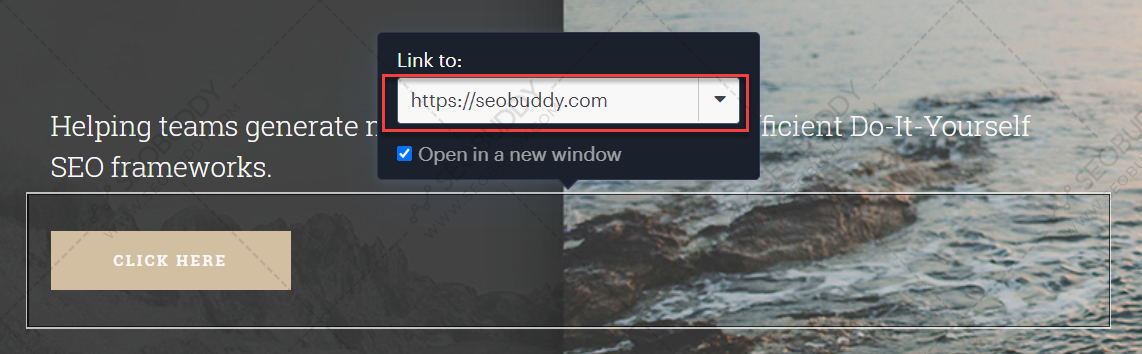 Link to:
https://seobuddy.com
Open in a new window
Helping teams generate fficient Do-It-Yourself
SEO frameworks.
CLICK HERE